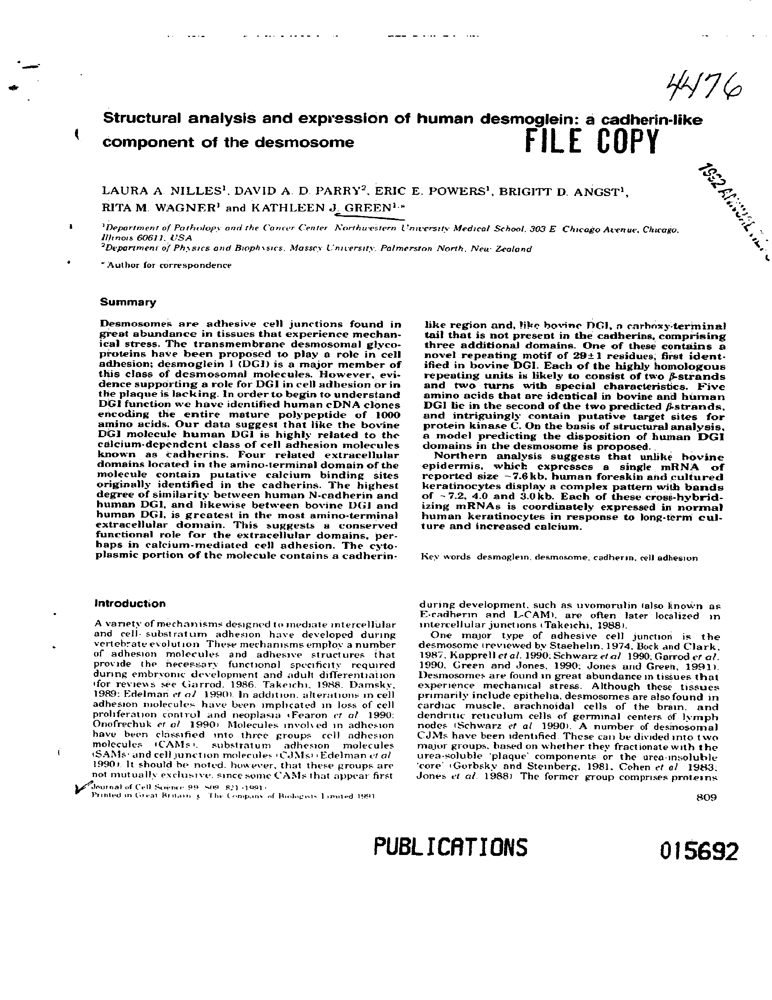 4476
Structural analysis and expression of human desmoglein: a cadherin-like
component of the desmosome
FILE COPY
LAURA A. NILLES¹, DAVID A. D. PARRY², ERIC E. POWERS¹, BRIGITT D. ANGST¹,
RITA M. WAGNER¹ and KATHLEEN J. GREEN¹,*
¹Department of Pathology and the Cancer Center, Northwestern University Medical School, 303 E. Chicago Avenue, Chicago,
Illinois 60611, USA
²Department of Physics and Biophysics, Massey University, Palmerston North, New Zealand
*Author for correspondence
Summary
Desmosomes are adhesive cell junctions found in
great abundance in tissues that experience mechan-
ical stress. The transmembrane desmosomal glyco-
proteins have been proposed to play a role in cell
adhesion; desmoglein I (DGI) is a major member of
this class of desmosomal molecules. However, evi-
dence supporting a role for DGI in cell adhesion or in
the plaque is lacking. In order to begin to understand
DGI function we have identified human cDNA clones
encoding the entire mature polypeptide of 1000
amino acids. Our data suggest that like the bovine
DGI molecule human DGI is highly related to the
calcium-dependent class of cell adhesion molecules
known as cadherins. Four related extracellular
domains located in the amino-terminal domain of the
molecule contain putative calcium binding sites
originally identified in the cadherins. The highest
degree of similarity between human N-cadherin and
human DGI, and likewise between bovine DGI and
human DGI, is greatest in the most amino-terminal
extracellular domain. This suggests a conserved
functional role for the extracellular domains, per-
haps in calcium-mediated cell adhesion. The cyto-
plasmic portion of the molecule contains a cadherin-
like region and, like bovine DGI, a carboxy-terminal
tail that is not present in the cadherins, comprising
three additional domains. One of these contains a
novel repeating motif of 29±1 residues, first ident-
ified in bovine DGI. Each of the highly homologous
repeating units is likely to consist of two β-strands
and two turns with special characteristics. Five
amino acids that are identical in bovine and human
DGI lie in the second of the two predicted β-strands,
and intriguingly contain putative target sites for
protein kinase C. On the basis of structural analysis,
a model predicting the disposition of human DGI
domains in the desmosome is proposed.
Northern analysis suggests that unlike bovine
epidermis, which expresses a single mRNA of
reported size ~7.6 kb, human foreskin and cultured
keratinocytes display a complex pattern with bands
of ~7.2, 4.0 and 3.0 kb. Each of these cross-hybrid-
izing mRNAs is coordinately expressed in normal
human keratinocytes in response to long-term cul-
ture and increased calcium.
Key words: desmoglein, desmosome, cadherin, cell adhesion
Introduction
A variety of mechanisms designed to mediate intercellular
and cell-substratum adhesion have developed during
vertebrate evolution. These mechanisms employ a number
of adhesion molecules and adhesive structures that
provide the necessary functional specificity required
during embryonic development and adult differentiation
(for reviews see Garrod, 1986, Takeichi, 1988, Damsky,
1989; Edelman et al. 1990). In addition, alterations in cell
adhesion molecules have been implicated in loss of cell
proliferation control and neoplasia (Fearon et al. 1990;
Onofrechuk et al. 1990). Molecules involved in adhesion
have been classified into three groups: cell adhesion
molecules (CAMs), substratum adhesion molecules
(SAMs) and cell junction molecules (CJMs) (Edelman et al.
1990). It should be noted, however, that these groups are
not mutually exclusive, since some CAMs that appear first
during development, such as uvomorulin (also known as
E-cadherin and L-CAM), are often later localized in
intercellular junctions (Takeichi, 1988).
One major type of adhesive cell junction is the
desmosome (reviewed by Staehelin, 1974, Bock and Clark,
1987, Kapprell et al. 1990, Schwarz et al. 1990, Garrod et al.
1990, Green and Jones, 1990; Jones and Green, 1991).
Desmosomes are found in great abundance in tissues that
experience mechanical stress. Although these tissues
primarily include epithelia, desmosomes are also found in
cardiac muscle, arachnoidal cells of the brain, and
dendritic reticulum cells of germinal centers of lymph
nodes (Schwarz et al. 1990). A number of desmosomal
CJMs have been identified. These can be divided into two
major groups, based on whether they fractionate with the
urea-soluble 'plaque' components or the urea-insoluble
'core' (Gorbsky and Steinberg, 1981, Cohen et al. 1983;
Jones et al. 1988). The former group comprises proteins
Journal of Cell Science 99, 809-821 (1991)
Printed in Great Britain © The Company of Biologists Limited 1991
809
PUBLICATIONS
015692